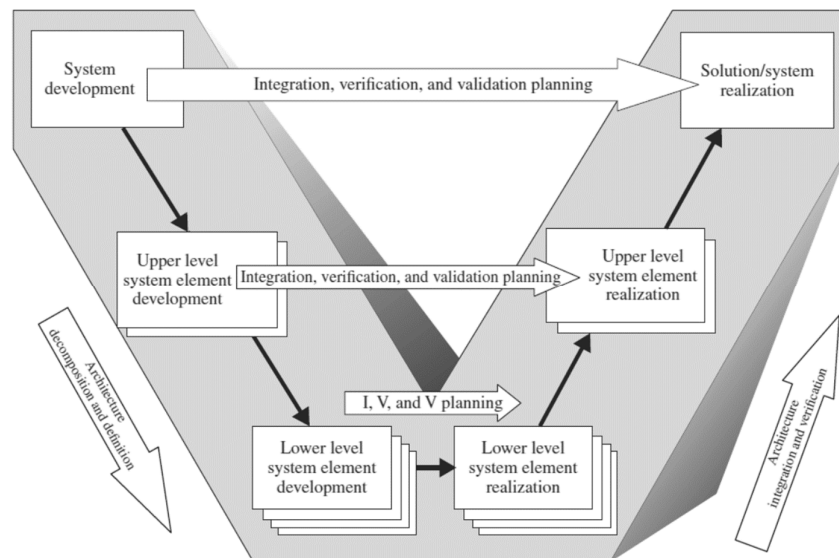 System
development
Integration, verification, and validation planning
Solution/system
realization
Upper level
system element
development
Integration, verification, and validation planning
Upper level
system element
realization
Architecture
decomposition and definition
I, V, and V planning
Architecture
integration and verification
Lower level
system element
development
Lower level
system element
realization